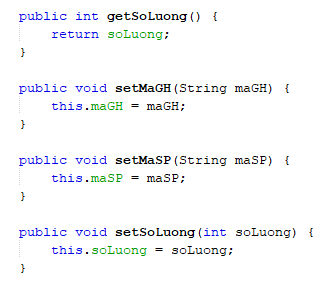 public int getSoLuong() {
    return soLuong;
}

public void setMaGH(String maGH) {
    this.maGH = maGH;
}

public void setMaSP(String maSP) {
    this.maSP = maSP;
}

public void setSoLuong(int soLuong) {
    this.soLuong = soLuong;
}